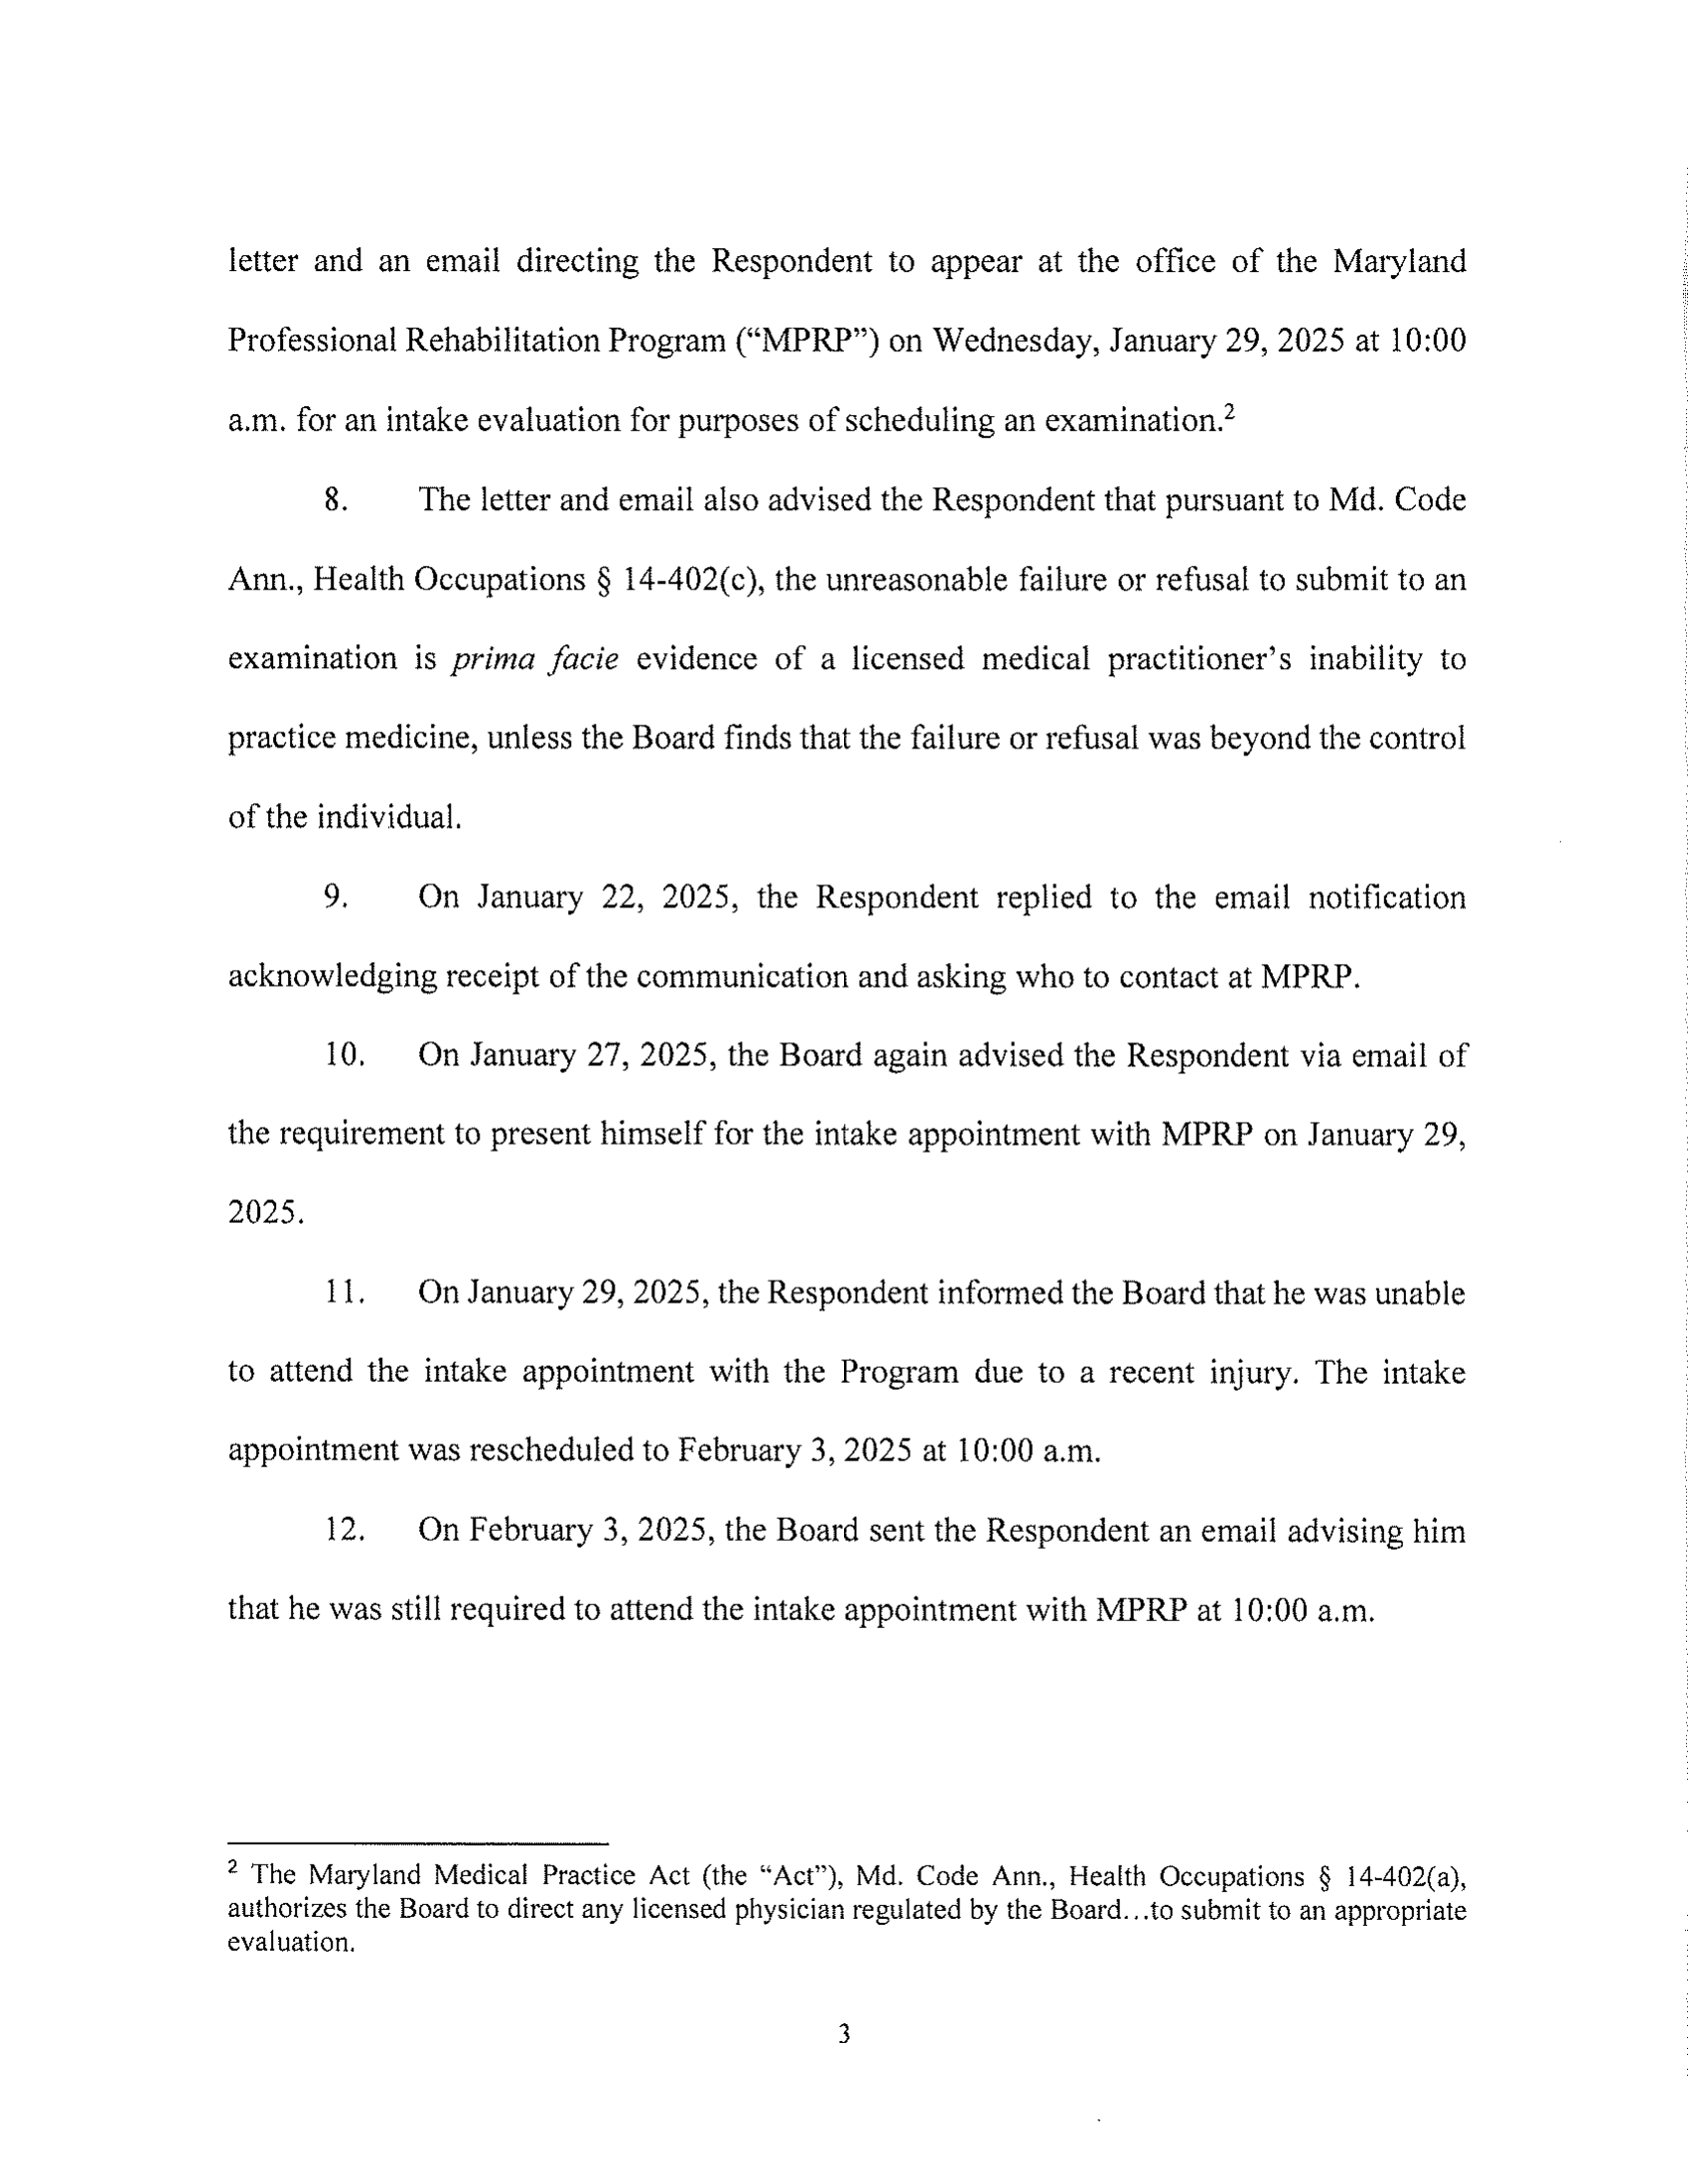 letter and an email directing the Respondent to appear at the office of the Maryland
Professional Rehabilitation Program (“MPRP”) on Wednesday, January 29, 2025 at 10:00
a.m. for an intake evaluation for purposes of scheduling an examination.2
8. The letter and email also advised the Respondent that pursuant to Md. Code
Ann., Health Occupations § 14-402(c), the unreasonable failure or refusal to submit to an
examination is prima facie evidence of a licensed medical practitioner’s inability to
practice medicine, unless the Board finds that the failure or refusal was beyond the control
of the individual.
9. On January 22, 2025, the Respondent replied to the email notification
acknowledging receipt of the communication and asking who to contact at MPRP.
10. On January 27, 2025, the Board again advised the Respondent via email of
the requirement to present himself for the intake appointment with MPRP on January 29,
2025.
11. On January 29, 2025, the Respondent informed the Board that he was unable
to attend the intake appointment with the Program due to a recent injury. The intake
appointment was rescheduled to February 3, 2025 at 10:00 a.m.
12. On February 3, 2025, the Board sent the Respondent an email advising him
that he was still required to attend the intake appointment with MPRP at 10:00 a.m.
2 The Maryland Medical Practice Act (the “Act”), Md. Code Ann., Health Occupations § 14-402(a),
authorizes the Board to direct any licensed physician regulated by the Board…to submit to an appropriate
evaluation.
3